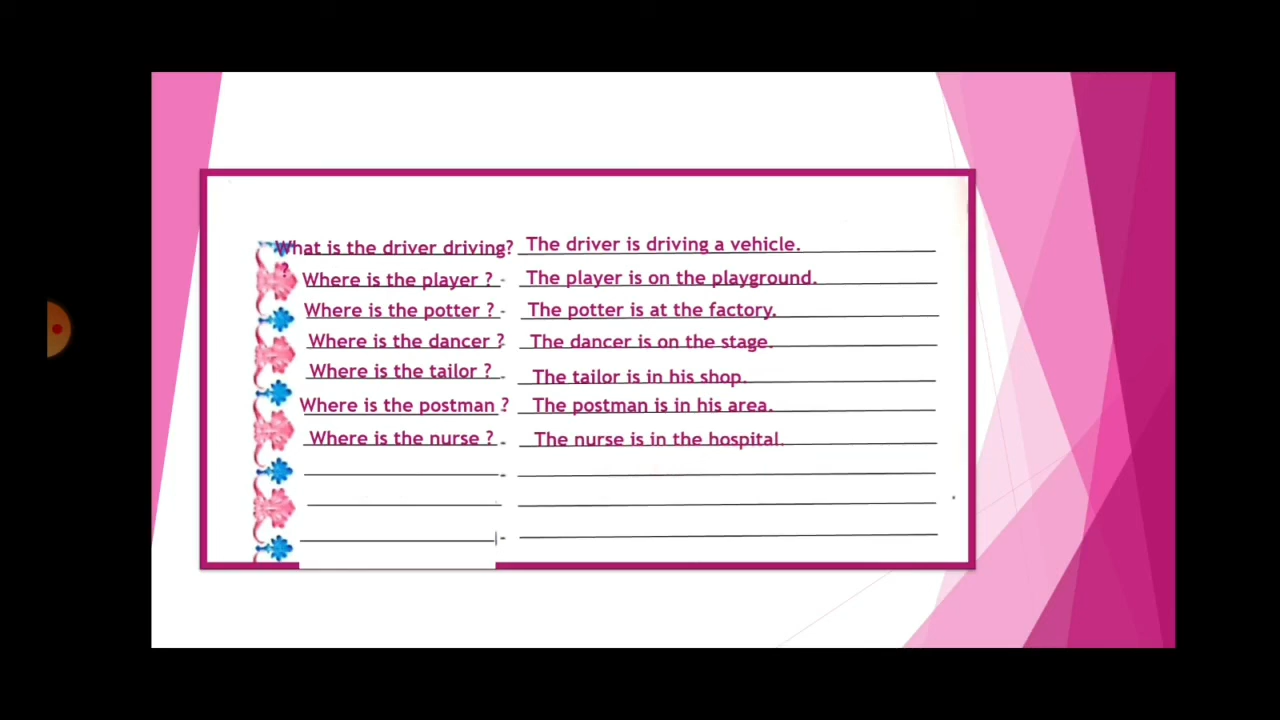 What is the driver driving? The driver is driving a vehicle.
?
Where is the player ? - The player is on the playground.
Where is the potter ? - The potter is at the factory.
Where is the dancer ? - The dancer is on the stage.
Where is the tailor ? - The tailor is in his shop.
Where is the postman ? - The postman is in his area.
Where is the nurse ? - The nurse is in the hospital.